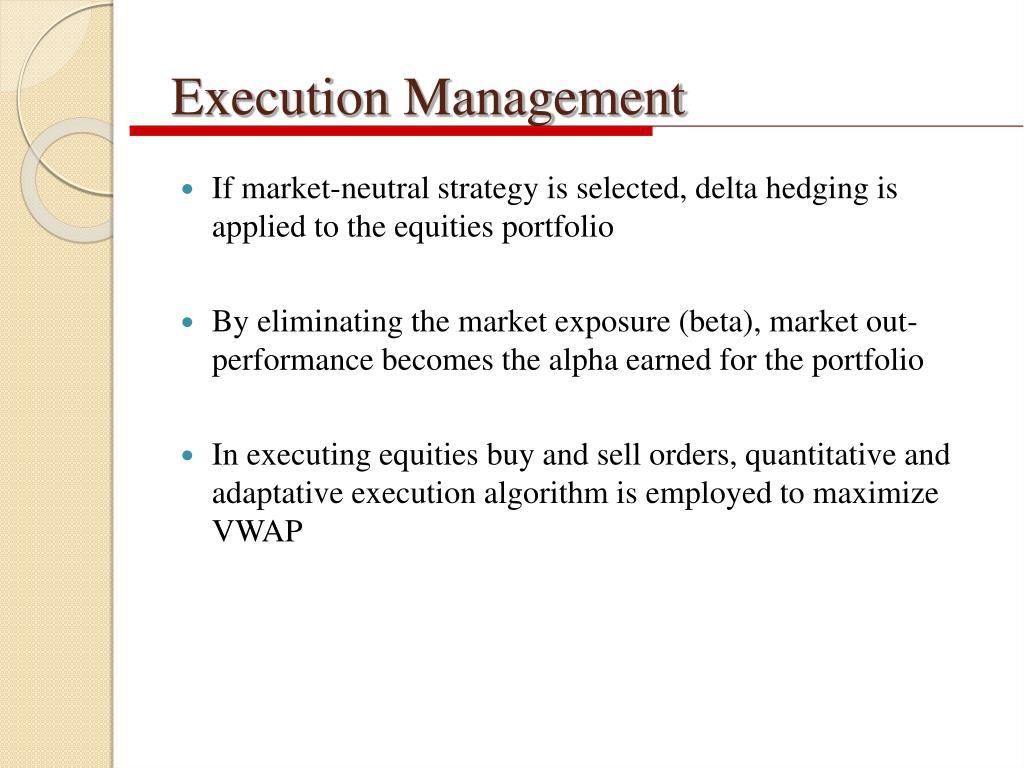 Execution Management
If market-neutral strategy is selected, delta hedging is
applied to the equities portfolio
By eliminating the market exposure (beta), market out-
performance becomes the alpha earned for the portfolio
In executing equities buy and sell orders, quantitative and
adaptative execution algorithm is employed to maximize
VWAP